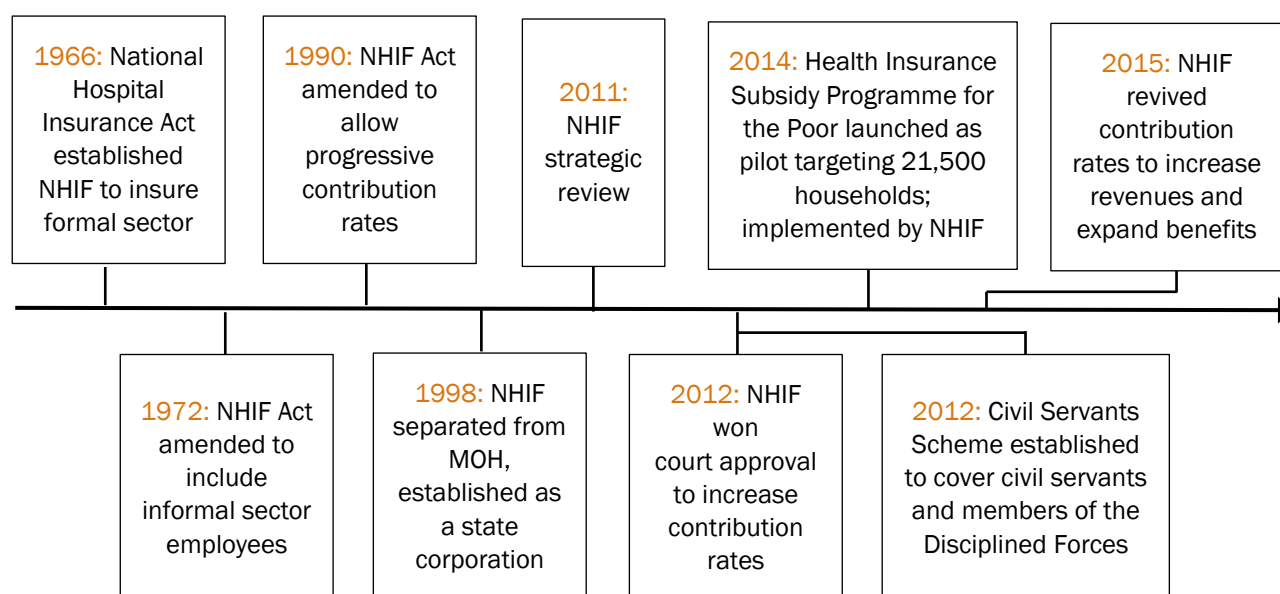 1966: National
Hospital
Insurance Act
established
NHIF to insure
formal sector
1990: NHIF Act
amended to
allow
progressive
contribution
rates
2011:
NHIF
strategic
review
2014: Health Insurance
Subsidy Programme for
the Poor launched as
pilot targeting 21,500
households;
implemented by NHIF
2015: NHIF
revived
contribution
rates to increase
revenues and
expand benefits
1972: NHIF Act
amended to
include
informal sector
employees
1998: NHIF
separated from
MOH,
established as
a state
corporation
2012: NHIF
won
court approval
to increase
contribution
rates
2012: Civil Servants
Scheme established
to cover civil servants
and members of the
Disciplined Forces